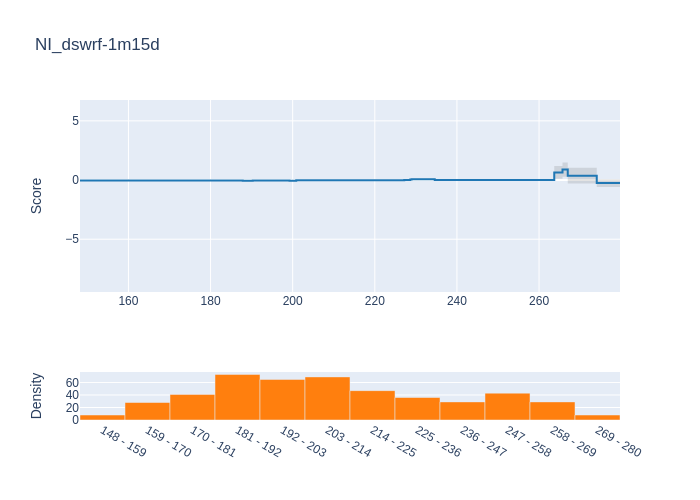 NI_dswrf-1m15d
Score
5
0
−5
160
180
200
220
240
260
Density
60
40
20
0
148 - 159
159 - 170
170 - 181
181 - 192
192 - 203
203 - 214
214 - 225
225 - 236
236 - 247
247 - 258
258 - 269
269 - 280